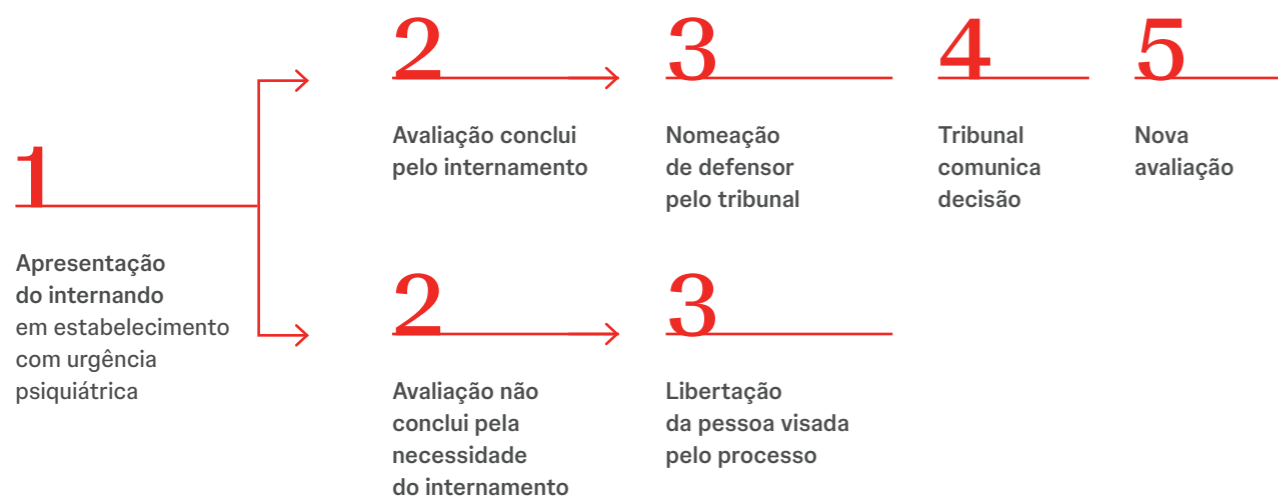 1
Apresentação
do internando
em estabelecimento
com urgência
psiquiátrica
2
Avaliação conclui
pelo internamento
3
Nomeação
de defensor
pelo tribunal
4
Tribunal
comunica
decisão
5
Nova
avaliação
2
Avaliação não
conclui pela
necessidade
do internamento
3
Libertação
da pessoa visada
pelo processo